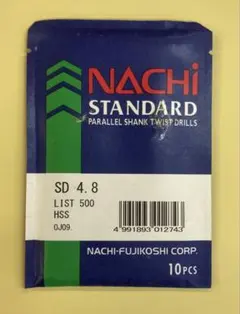 NACHi
STANDARD
PARALLEL SHANK TWIST DRILLS
SD 4.8
LIST 500
HSS
0J09.
4 991893 012743
NACHI-FUJIKOSHI CORP.
10PCS